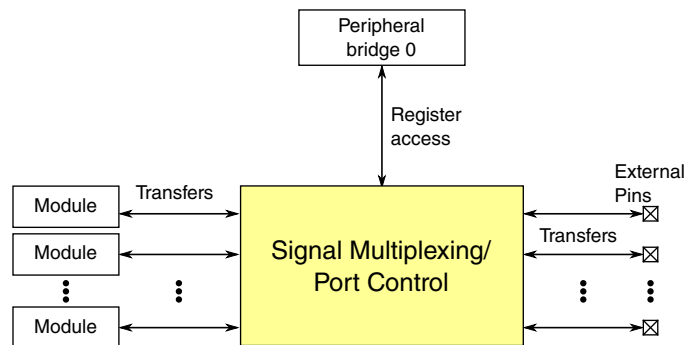 Peripheral
bridge 0
Register
access
External
Pins
Transfers
Module
Signal Multiplexing/
Port Control
Transfers
Module
Module